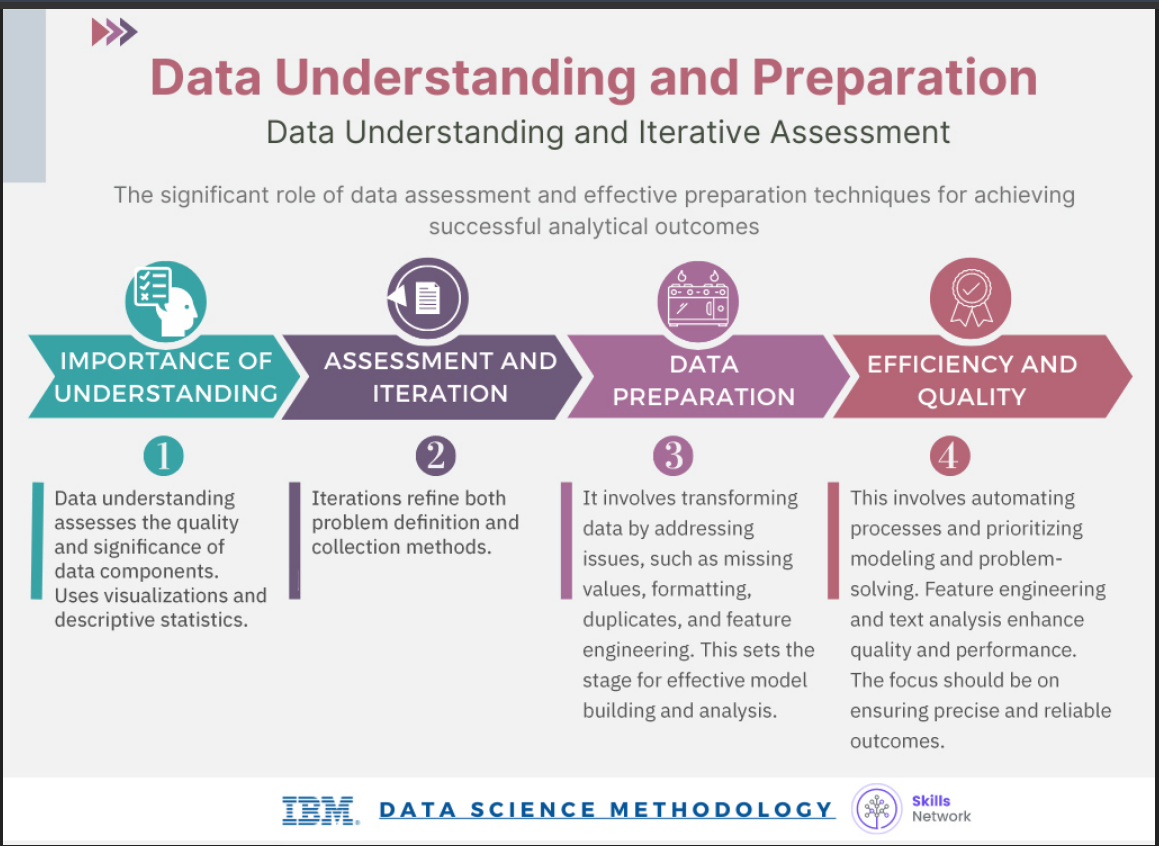 Data Understanding and Preparation
Data Understanding and Iterative Assessment
The significant role of data assessment and effective preparation techniques for achieving
successful analytical outcomes
IMPORTANCE OF
UNDERSTANDING
1
Data understanding
assesses the quality
and significance of
data components.
Uses visualizations and
descriptive statistics.
ASSESSMENT AND
ITERATION
2
Iterations refine both
problem definition and
collection methods.
DATA
PREPARATION
3
It involves transforming
data by addressing
issues, such as missing
values, formatting,
duplicates, and feature
engineering. This sets the
stage for effective model
building and analysis.
EFFICIENCY AND
QUALITY
4
This involves automating
processes and prioritizing
modeling and problem-
solving. Feature engineering
and text analysis enhance
quality and performance.
The focus should be on
ensuring precise and reliable
outcomes.
IBM®
DATA SCIENCE METHODOLOGY
Skills
Network